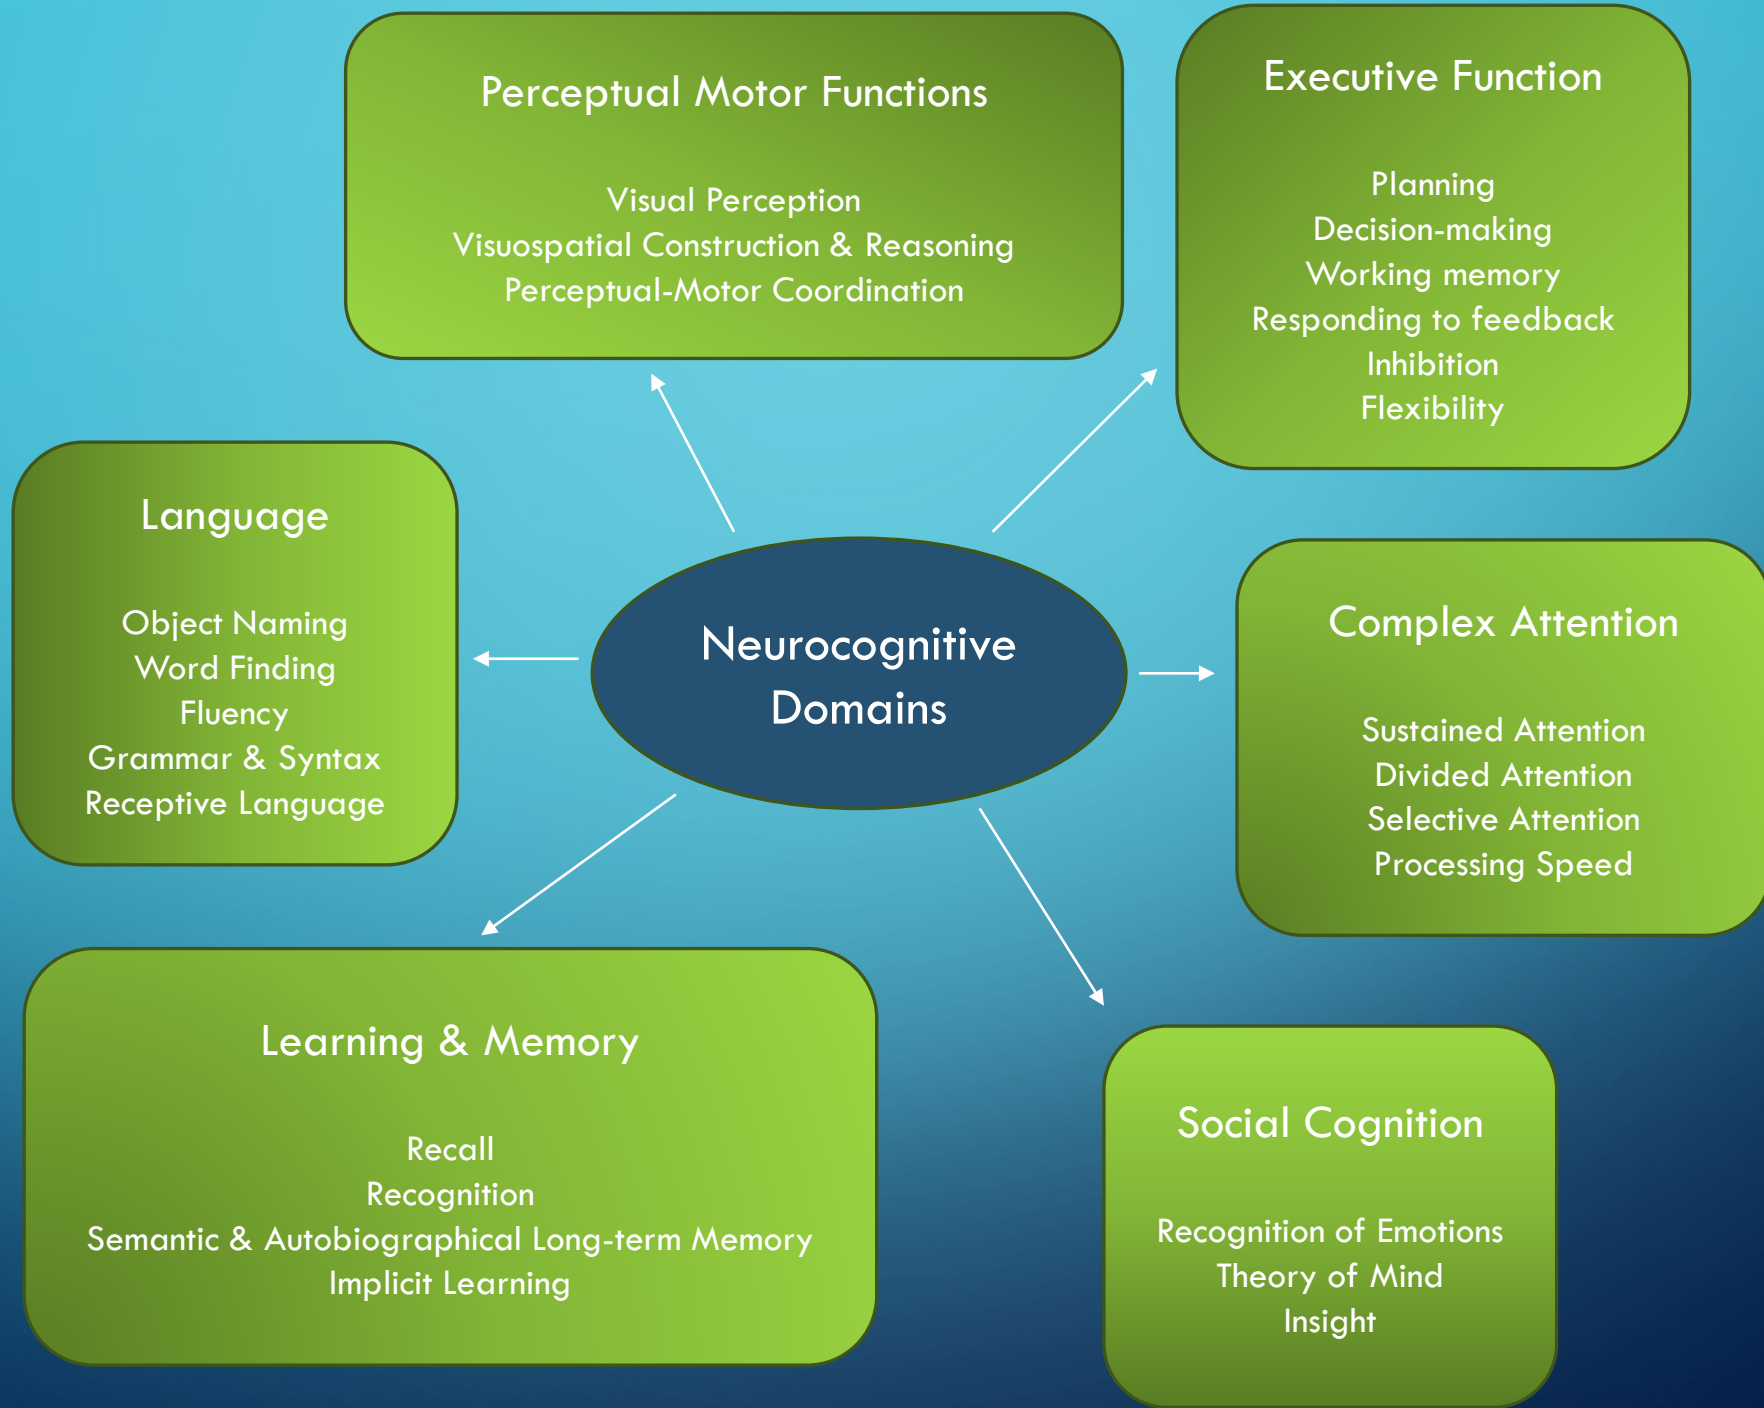 Perceptual Motor Functions
Visual Perception
Visuospatial Construction & Reasoning
Perceptual-Motor Coordination
Executive Function
Planning
Decision-making
Working memory
Responding to feedback
Inhibition
Flexibility
Language
Object Naming
Word Finding
Fluency
Grammar & Syntax
Receptive Language
Neurocognitive
Domains
Complex Attention
Sustained Attention
Divided Attention
Selective Attention
Processing Speed
Learning & Memory
Recall
Recognition
Semantic & Autobiographical Long-term Memory
Implicit Learning
Social Cognition
Recognition of Emotions
Theory of Mind
Insight